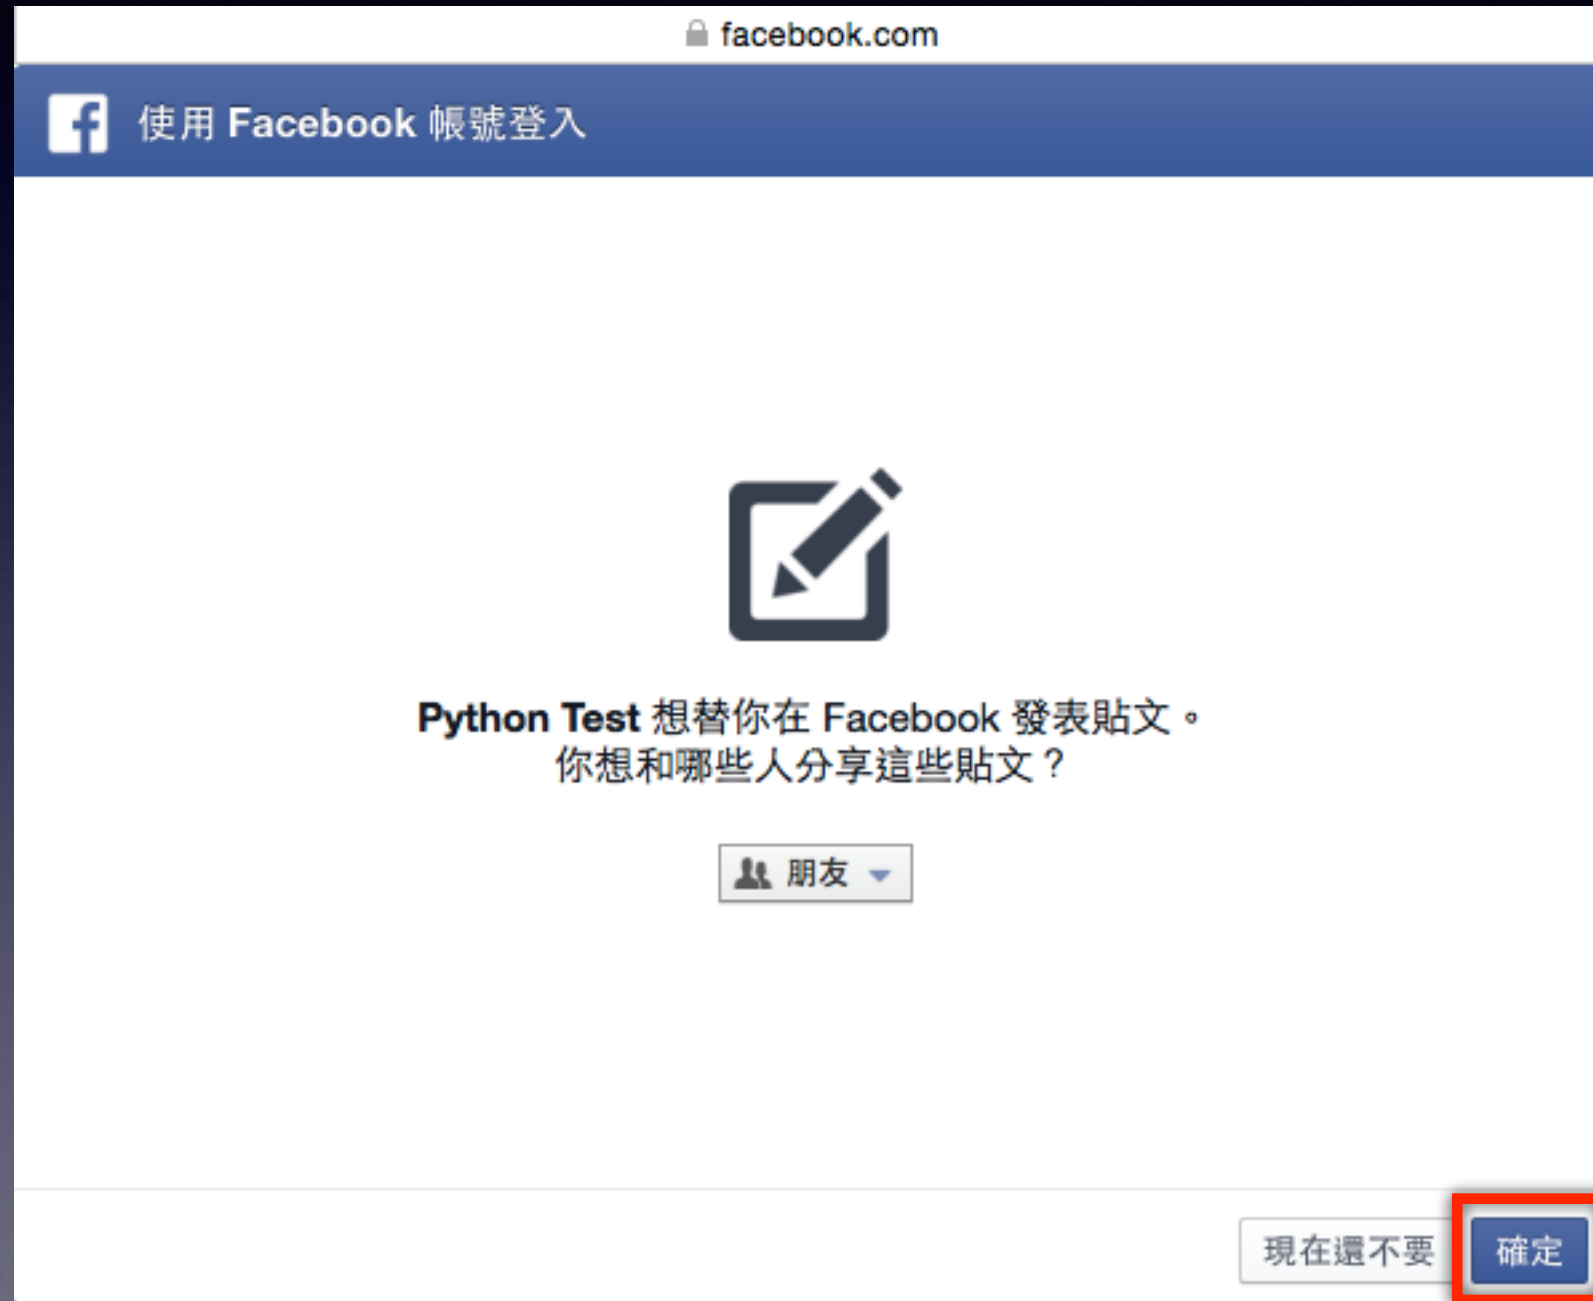 facebook.com
使用 Facebook 帳號登入
Python Test 想替你在 Facebook 發表貼文。
你想和哪些人分享這些貼文？
朋友
現在還不要
確定